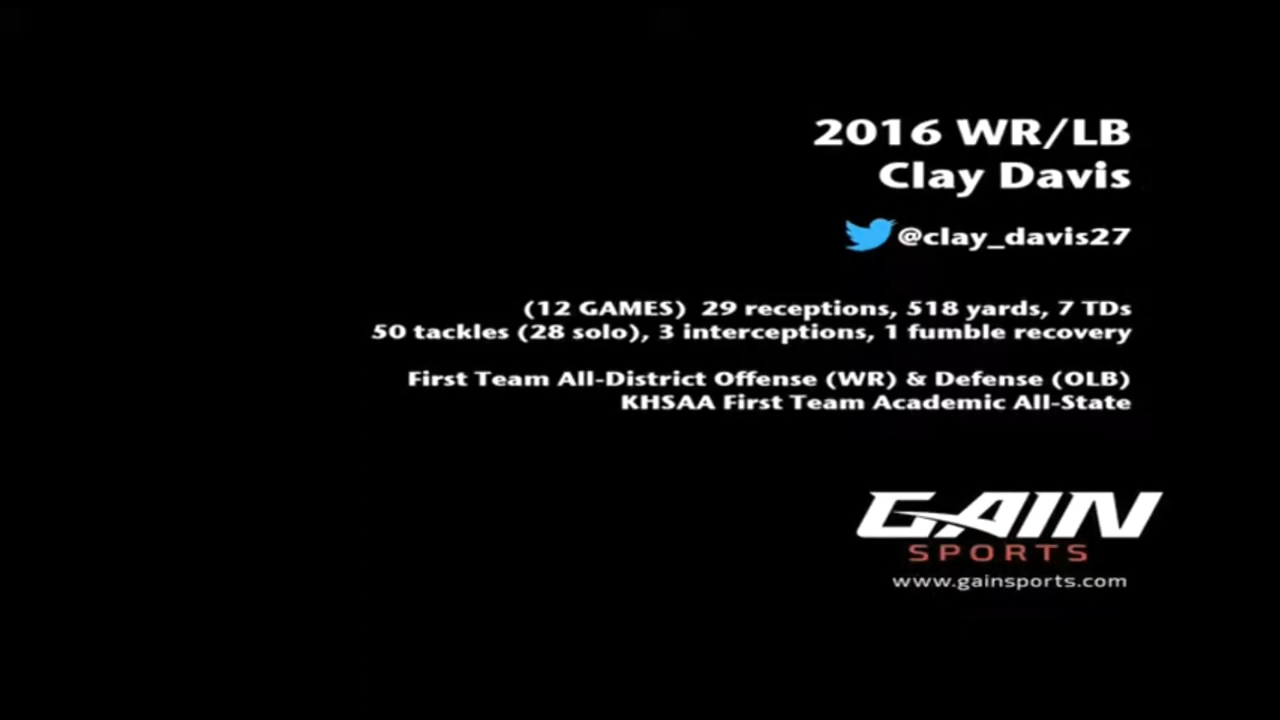 2016 WR/LB
Clay Davis
@clay_davis27
(12 GAMES) 29 receptions, 518 yards, 7 TDs
50 tackles (28 solo), 3 interceptions, 1 fumble recovery
First Team All-District Offense (WR) & Defense (OLB)
KHSAA First Team Academic All-State
GAIN
SPORTS
www.gainsports.com